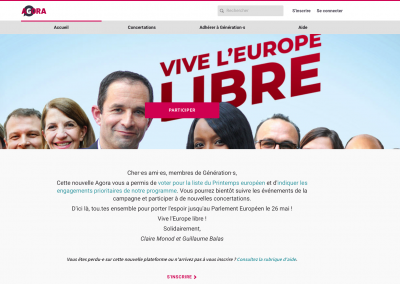 AGORA
Rechercher
S'inscrire Se connecter
Accueil Concertations Adhérer à Génération·s Aide
VIVE L'EUROPE
LIBRE
PARTICIPER
Cher·es ami·es, membres de Génération·s,
Cette nouvelle Agora vous a permis de voter pour la liste du Printemps européen et d'indiquer les
engagements prioritaires de notre programme. Vous pourrez bientôt suivre les événements de la
campagne et participer à de nouvelles concertations.
D'ici là, tou.tes ensemble pour porter l'espoir jusqu'au Parlement Européen le 26 mai !
Vive l'Europe libre !
Solidairement,
Claire Monod et Guillaume Balas
Vous êtes perdu·e sur cette nouvelle plateforme ou n'arrivez pas à vous inscrire ? Consultez la rubrique d'aide.
S'INSCRIRE >